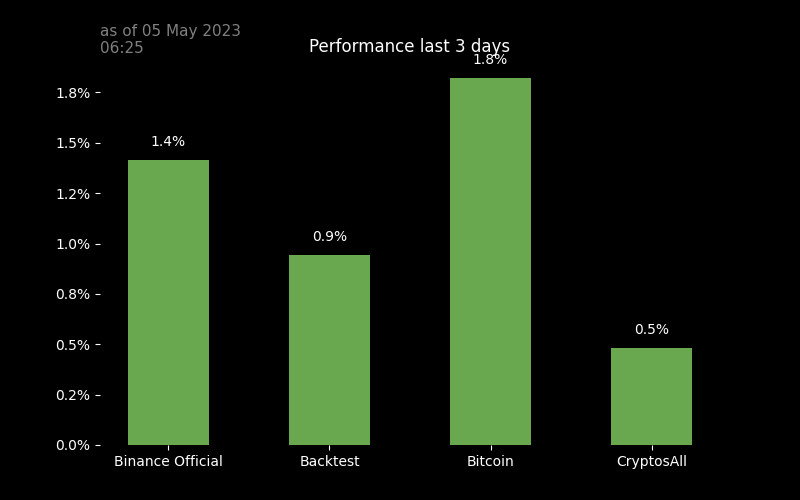 as of 05 May 2023
06:25
Performance last 3 days
1.8%
1.8%
1.5%
1.4%
1.2%
1.0%
0.9%
0.8%
0.5%
0.5%
0.2%
0.0%
Binance Official
Backtest
Bitcoin
CryptosAll